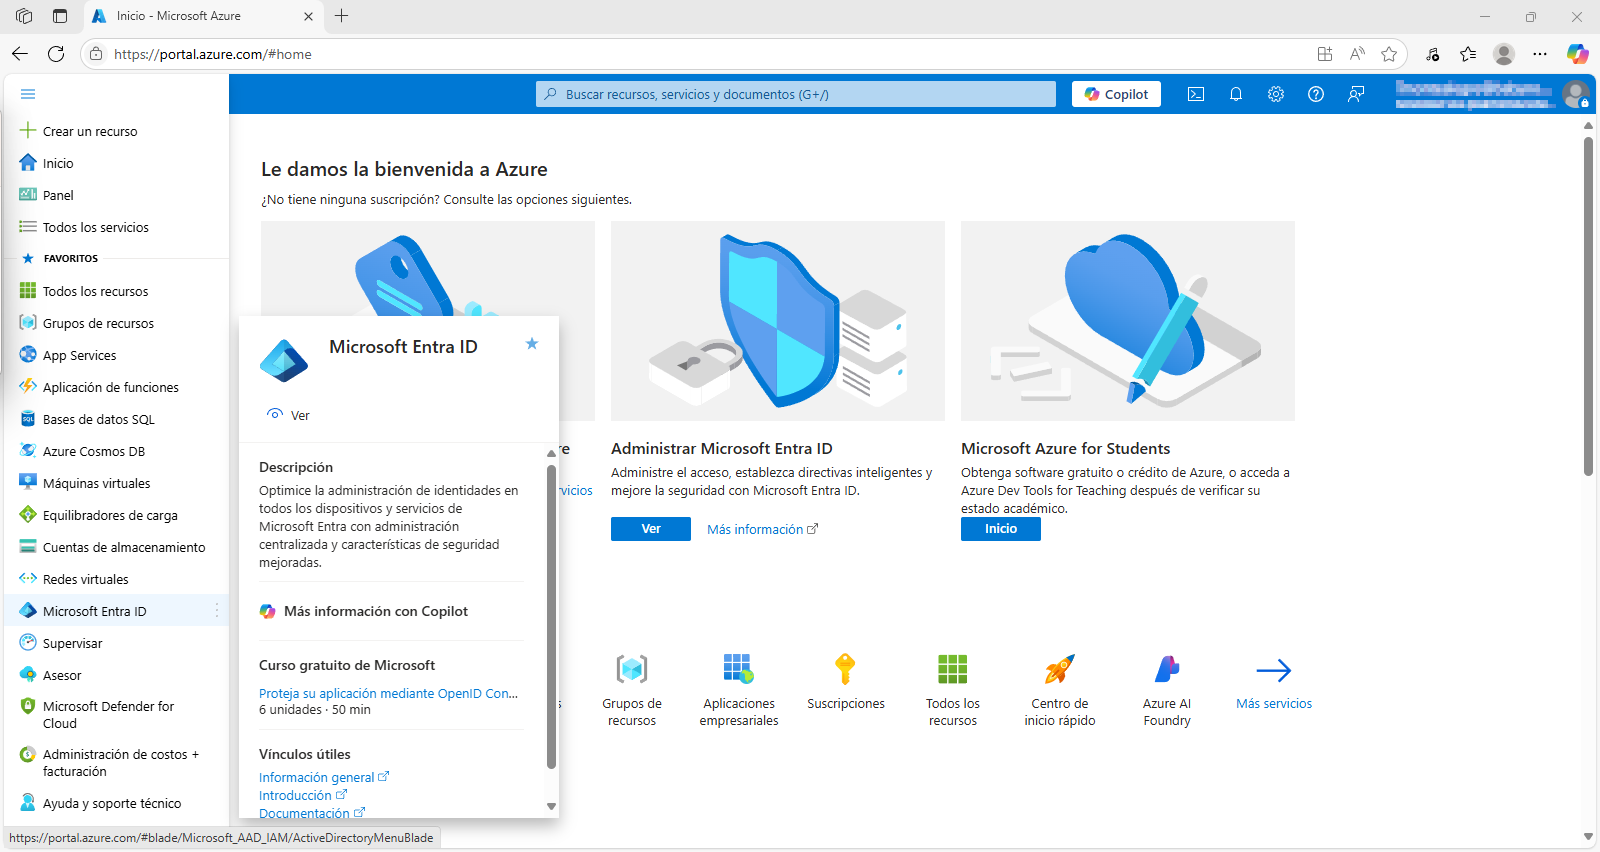 Inicio - Microsoft Azure
https://portal.azure.com/#home
Buscar recursos, servicios y documentos (G+/)
Copilot
Crear un recurso
Inicio
Panel
Todos los servicios
FAVORITOS
Todos los recursos
Grupos de recursos
App Services
Aplicación de funciones
Bases de datos SQL
Azure Cosmos DB
Máquinas virtuales
Equilibradores de carga
Cuentas de almacenamiento
Redes virtuales
Microsoft Entra ID
Supervisar
Asesor
Microsoft Defender for
Cloud
Administración de costos +
facturación
Ayuda y soporte técnico
https://portal.azure.com/#blade/Microsoft_AAD_IAM/ActiveDirectoryMenuBlade
Le damos la bienvenida a Azure
¿No tiene ninguna suscripción? Consulte las opciones siguientes.
Microsoft Entra ID
Ver
Descripción
Optimice la administración de identidades en
todos los dispositivos y servicios de
Microsoft Entra con administración
centralizada y características de seguridad
mejoradas.
Más información con Copilot
Curso gratuito de Microsoft
Proteja su aplicación mediante OpenID Con...
6 unidades · 50 min
Vínculos útiles
Información general
Introducción
Documentación
Administrar Microsoft Entra ID
Administre el acceso, establezca directivas inteligentes y
mejore la seguridad con Microsoft Entra ID.
Ver
Más información
Microsoft Azure for Students
Obtenga software gratuito o crédito de Azure, o acceda a
Azure Dev Tools for Teaching después de verificar su
estado académico.
Inicio
Grupos de
recursos
Aplicaciones
empresariales
Suscripciones
Todos los
recursos
Centro de
inicio rápido
Azure AI
Foundry
Más servicios